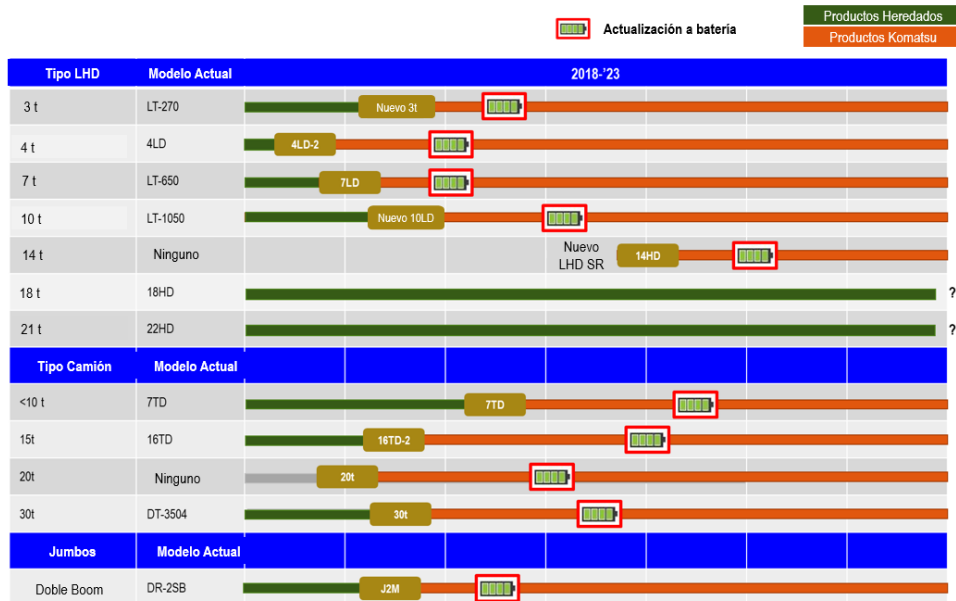 Actualización a batería
Productos Heredados
Productos Komatsu
Tipo LHD Modelo Actual 2018-'23
3 t LT-270 Nuevo 3t
4 t 4LD 4LD-2
7 t LT-650 7LD
10 t LT-1050 Nuevo 10LD
14 t Ninguno Nuevo LHD SR 14HD
18 t 18HD ?
21 t 22HD ?
Tipo Camión Modelo Actual
<10 t 7TD 7TD
15t 16TD 16TD-2
20t Ninguno 20t
30t DT-3504 30t
Jumbos Modelo Actual
Doble Boom DR-2SB J2M